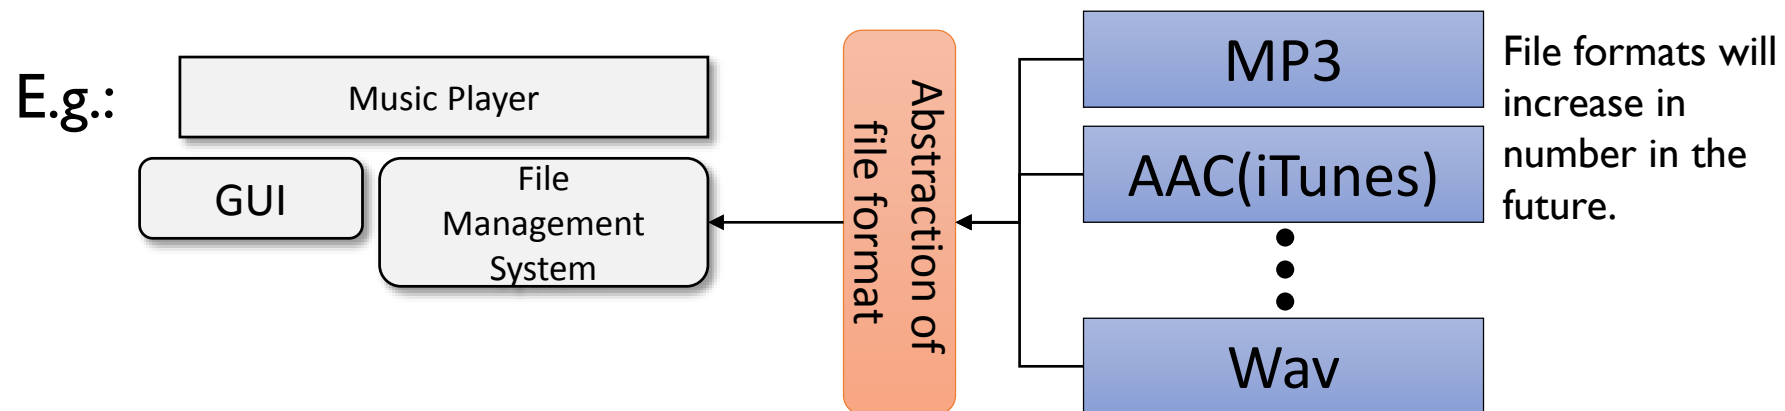 E.g.:
Music Player
GUI
File
Management
System
Abstraction of
file format
MP3
AAC(iTunes)
Wav
File formats will
increase in
number in the
future.